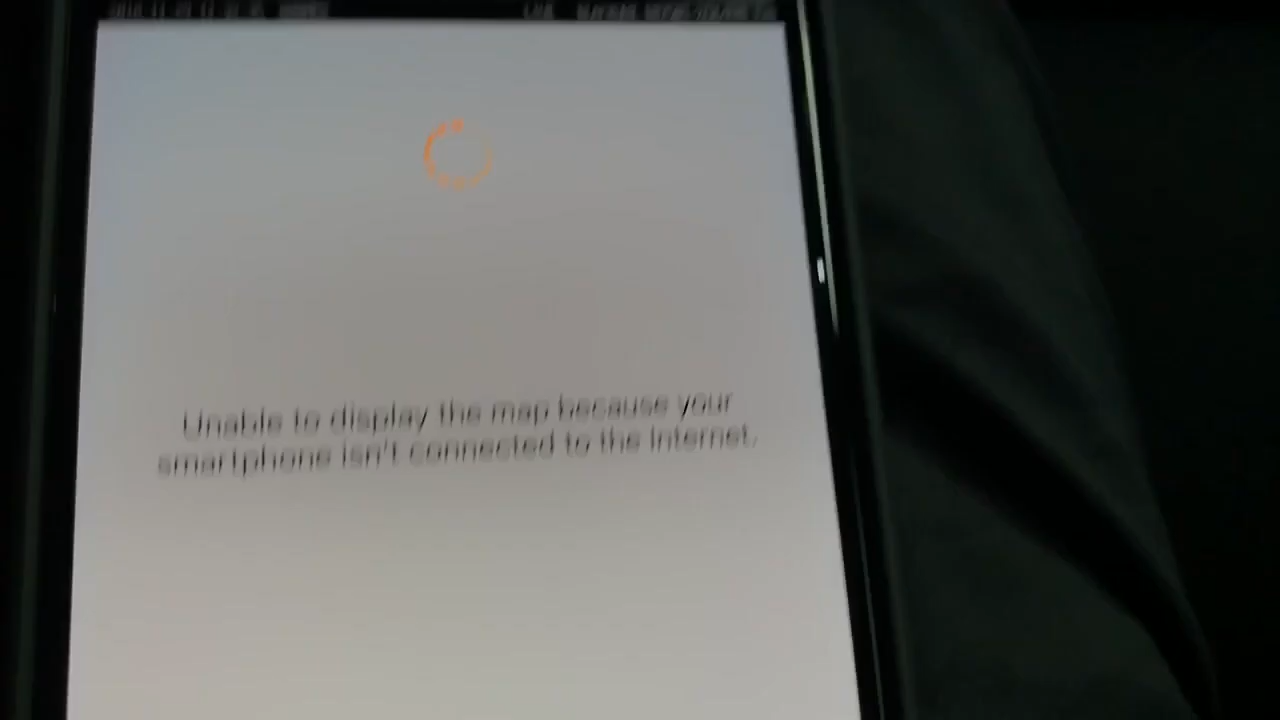 Unable to display the map because your
smartphone isn't connected to the Internet.